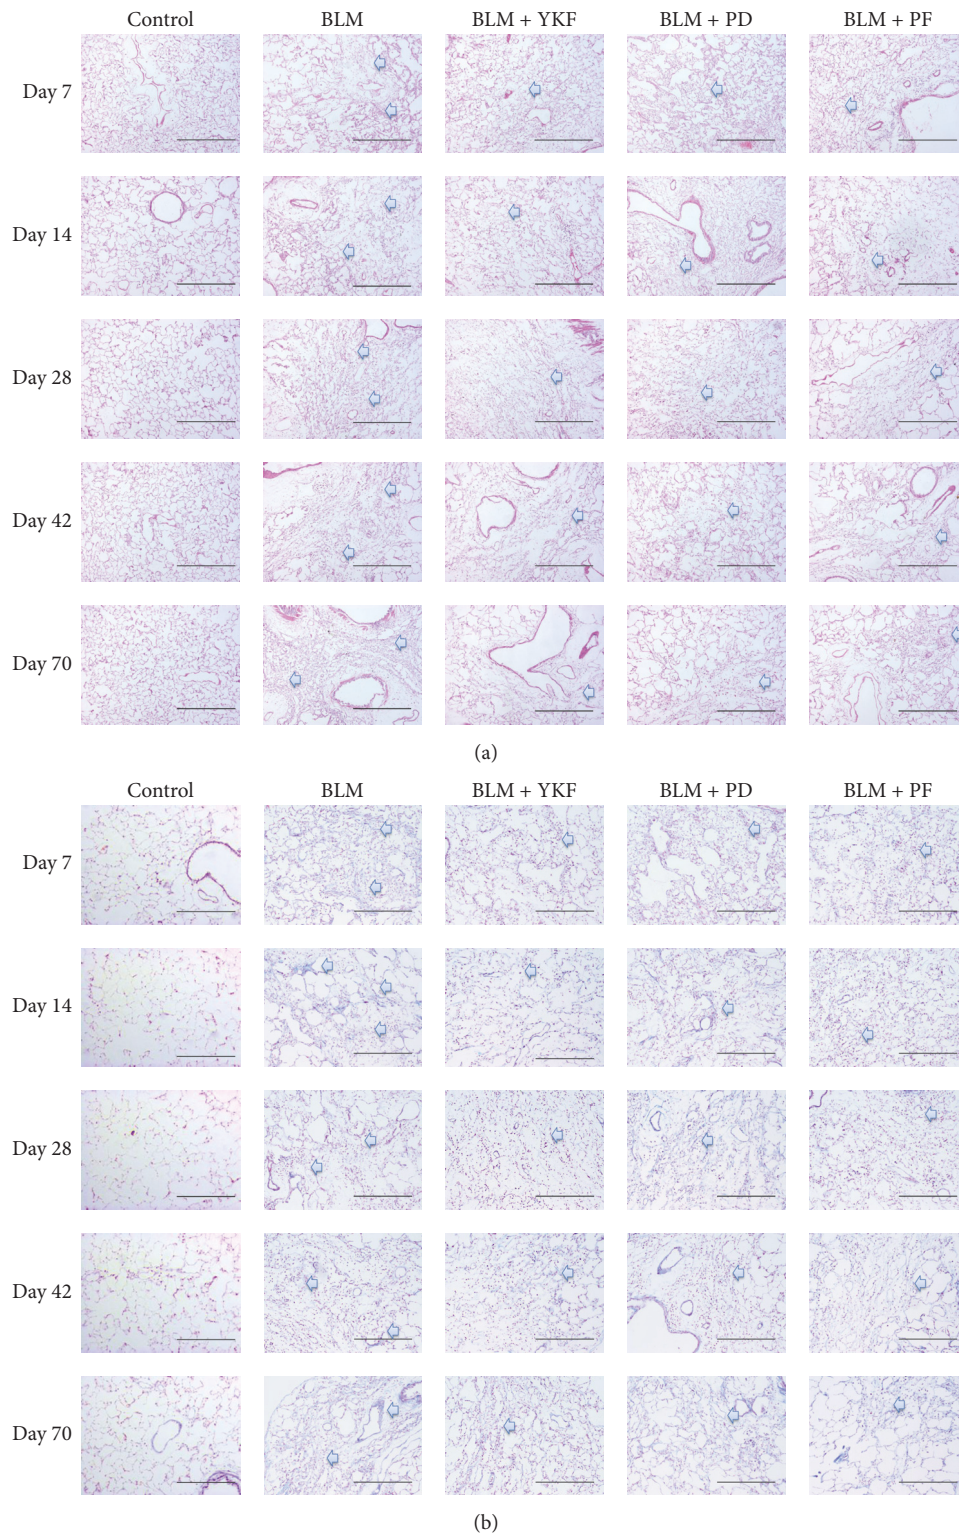 Control BLM BLM + YKF BLM + PD BLM + PF
Day 7
Day 14
Day 28
Day 42
Day 70
(a)
Control BLM BLM + YKF BLM + PD BLM + PF
Day 7
Day 14
Day 28
Day 42
Day 70
(b)